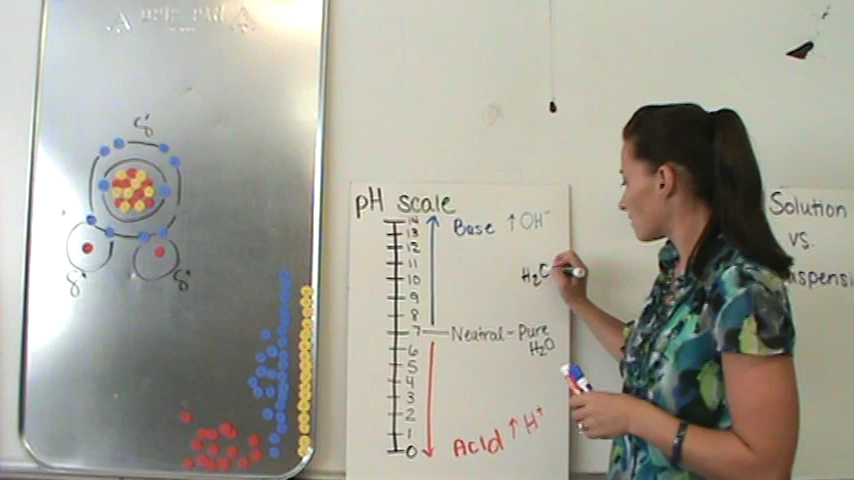 δ⁻
δ⁺ δ⁺
pH scale
14
13
12
11
10
9
8
7
6
5
4
3
2
1
0
Base ↑ OH⁻
H₂O
Neutral-Pure
H₂O
Acid ↑ H⁺
Solution
vs.